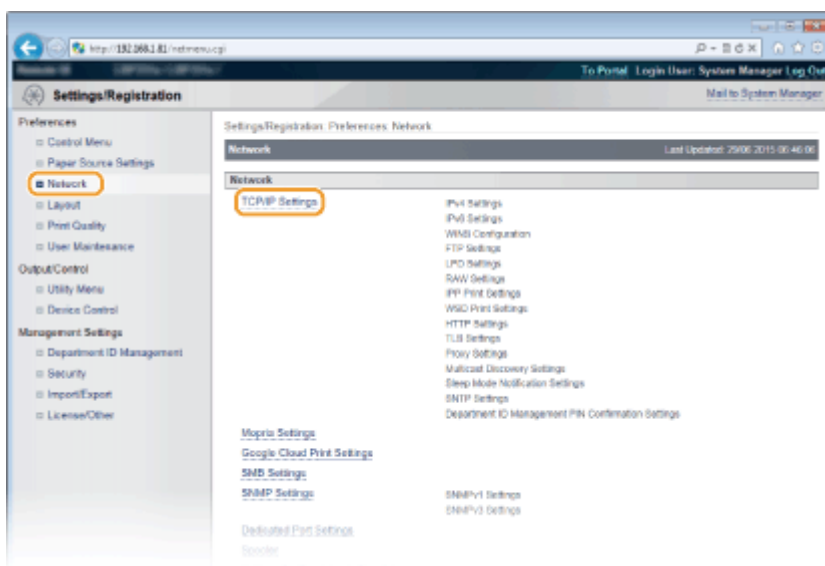 http://192.168.1.81/netmenu.cgi
To Portal Login User: System Manager Log Out
Settings/Registration
Mail to System Manager
Preferences
Control Menu
Paper Source Settings
Network
Layout
Print Quality
User Maintenance
Output/Control
Utility Menu
Device Control
Management Settings
Department ID Management
Security
Import/Export
License/Other
Settings/Registration: Preferences: Network
Network
Last Updated: 29/06 2015 06:46:06
Network
TCP/IP Settings
IPv4 Settings
IPv6 Settings
WINS Configuration
FTP Settings
LPD Settings
RAW Settings
IPP Print Settings
WSD Print Settings
HTTP Settings
TLS Settings
Proxy Settings
Multicast Discovery Settings
Sleep Mode Notification Settings
SNTP Settings
Department ID Management PIN Confirmation Settings
Mopria Settings
Google Cloud Print Settings
SMB Settings
SNMP Settings
SNMPv1 Settings
SNMPv3 Settings
Dedicated Port Settings
Spooler